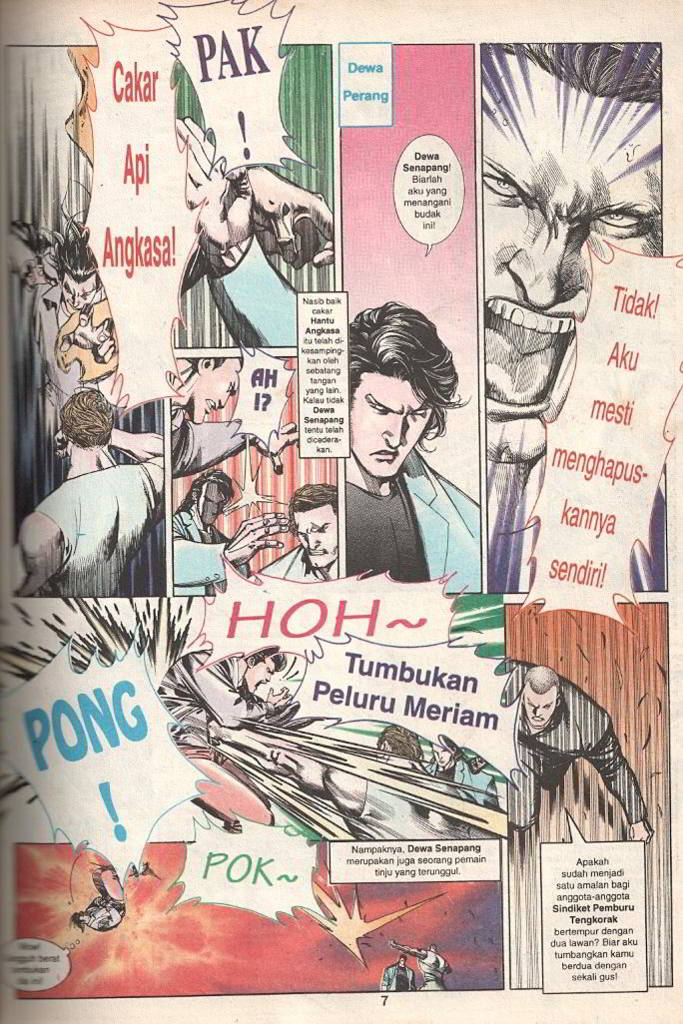 Cakar
Api
Angkasa!
PAK
!
Dewa
Perang
Dewa
Senapang!
Biarlah
aku yang
menangani
budak
ini!
Nasib baik
cakar
Hantu
Angkasa
itu telah di-
kesamping-
kan oleh
sebatang
tangan
yang lain.
Kalau tidak
Dewa
Senapang
tentu telah
dicedera-
kan.
AH
I?
Tidak!
Aku
mesti
menghapus-
kannya
sendiri!
HOH~
Tumbukan
Peluru Meriam
PONG
!
POK~
Nampaknya, Dewa Senapang
merupakan juga seorang pemain
tinju yang terunggul.
Apakah
sudah menjadi
satu amalan bagi
anggota-anggota
Sindiket Pemburu
Tengkorak
bertempur dengan
dua lawan? Biar aku
tumbangkan kamu
berdua dengan
sekali gus!
Wow!
berat
7